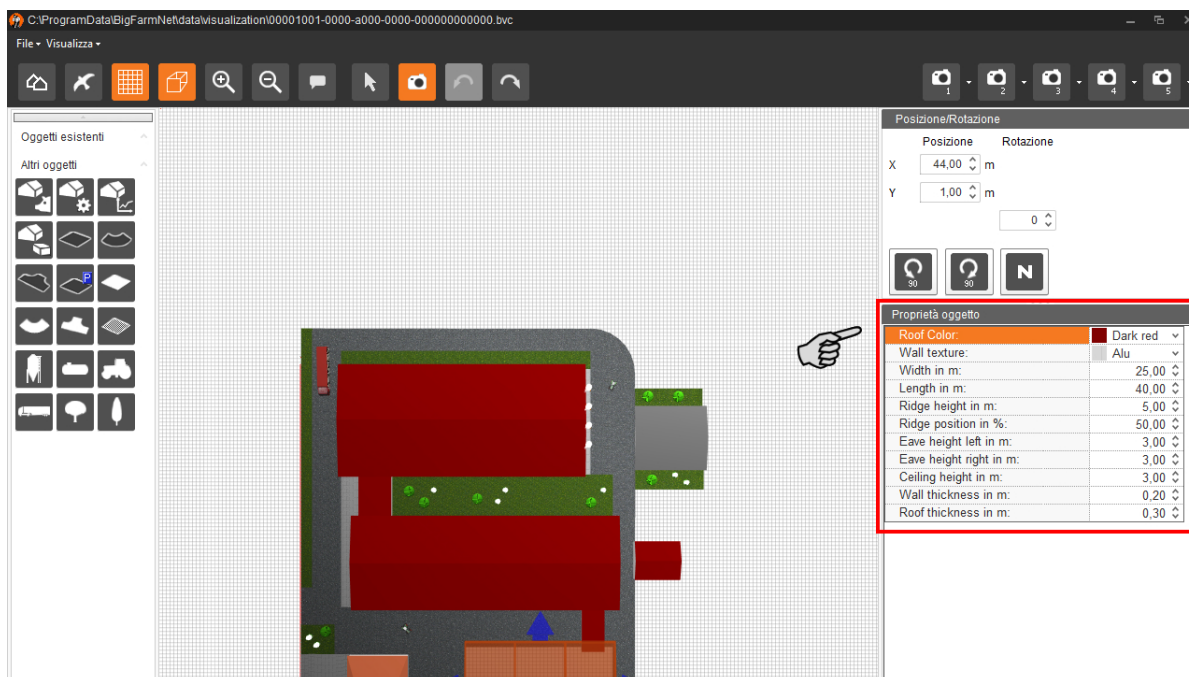 C:\ProgramData\BigFarmNet\data\visualization\00001001-0000-a000-0000-000000000000.bvc
File Visualizza
1 2 3 4 5
Oggetti esistenti
Altri oggetti
P
Posizione/Rotazione
Posizione Rotazione
X 44,00 m
Y 1,00 m
0
90 90 N
Proprietà oggetto
Roof Color: Dark red
Wall texture: Alu
Width in m: 25,00
Length in m: 40,00
Ridge height in m: 5,00
Ridge position in %: 50,00
Eave height left in m: 3,00
Eave height right in m: 3,00
Ceiling height in m: 3,00
Wall thickness in m: 0,20
Roof thickness in m: 0,30